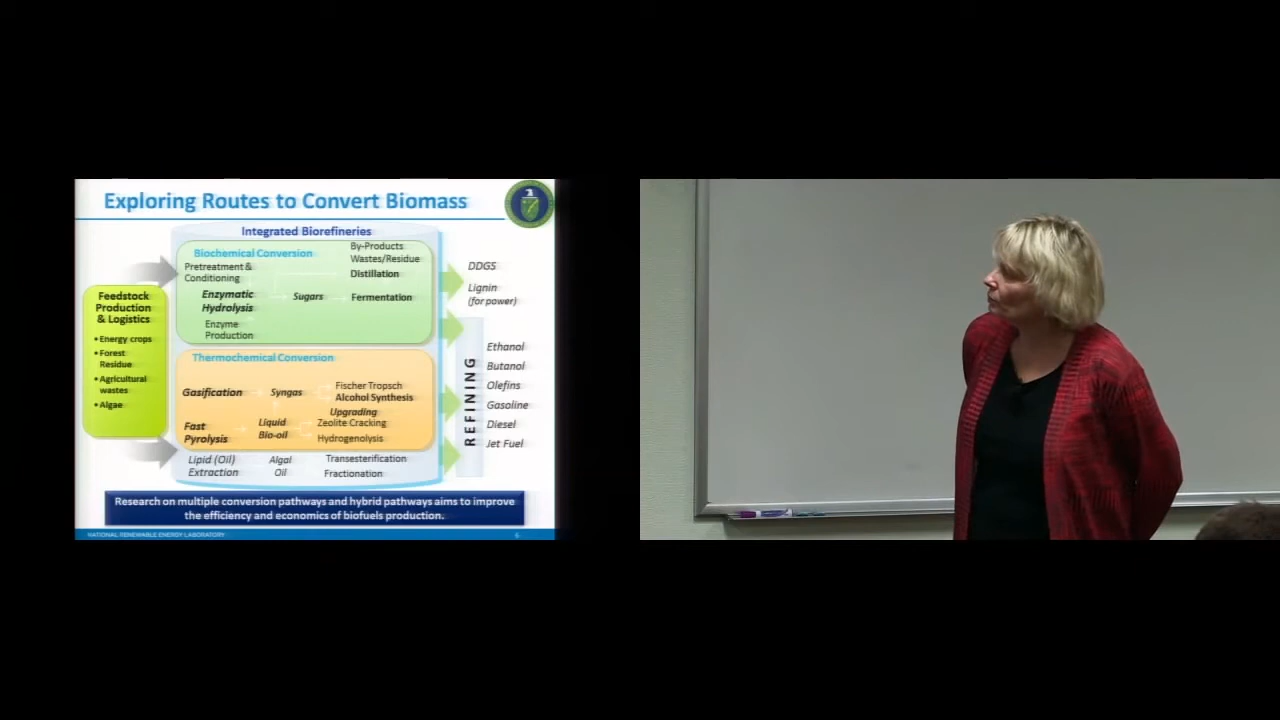 Exploring Routes to Convert Biomass
Integrated Biorefineries
Biochemical Conversion
By-Products
Wastes/Residue
Pretreatment &
Conditioning
Distillation
Enzymatic
Hydrolysis
Sugars
Fermentation
Enzyme
Production
Feedstock
Production
& Logistics
• Energy crops
• Forest
Residue
• Agricultural
wastes
• Algae
Thermochemical Conversion
Gasification
Syngas
Fischer Tropsch
Alcohol Synthesis
Upgrading
Fast
Pyrolysis
Liquid
Bio-oil
Zeolite Cracking
Hydrogenolysis
Lipid (Oil)
Extraction
Algal
Oil
Transesterification
Fractionation
DDGS
Lignin
(for power)
REFINING
Ethanol
Butanol
Olefins
Gasoline
Diesel
Jet Fuel
Research on multiple conversion pathways and hybrid pathways aims to improve
the efficiency and economics of biofuels production.
NATIONAL RENEWABLE ENERGY LABORATORY
6